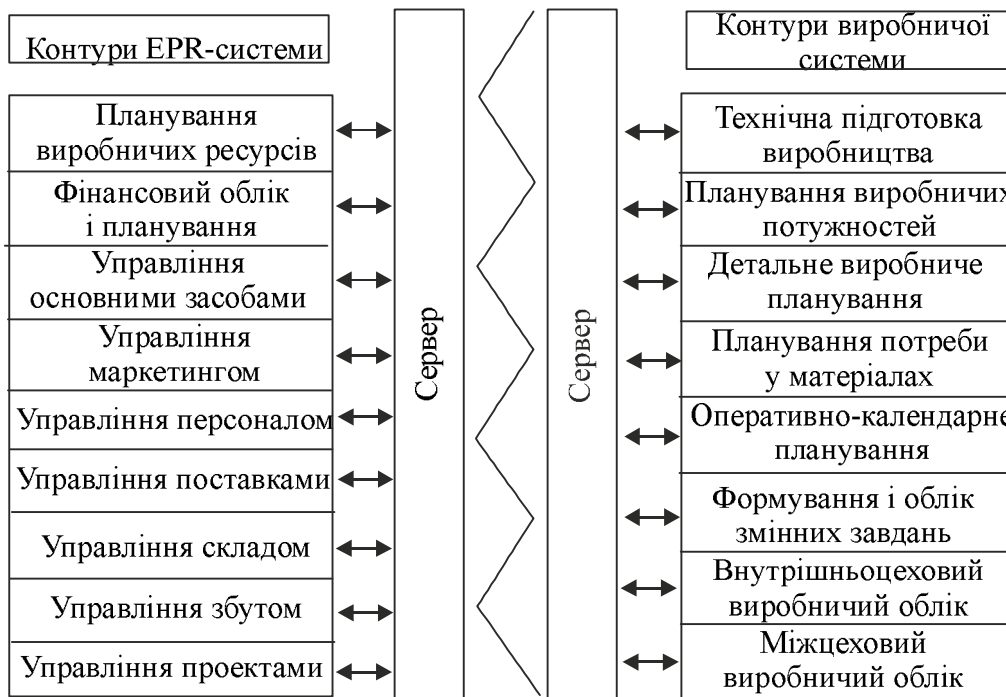 Контури EPR-системи
Планування
виробничих ресурсів
Фінансовий облік
і планування
Управління
основними засобами
Управління
маркетингом
Управління персоналом
Управління поставками
Управління складом
Управління збутом
Управління проектами
Сервер
Сервер
Контури виробничої
системи
Технічна підготовка
виробництва
Планування виробничих
потужностей
Детальне виробниче
планування
Планування потреби
у матеріалах
Оперативно-календарне
планування
Формування і облік
змінних завдань
Внутрішньоцеховий
виробничий облік
Міжцеховий
виробничий облік